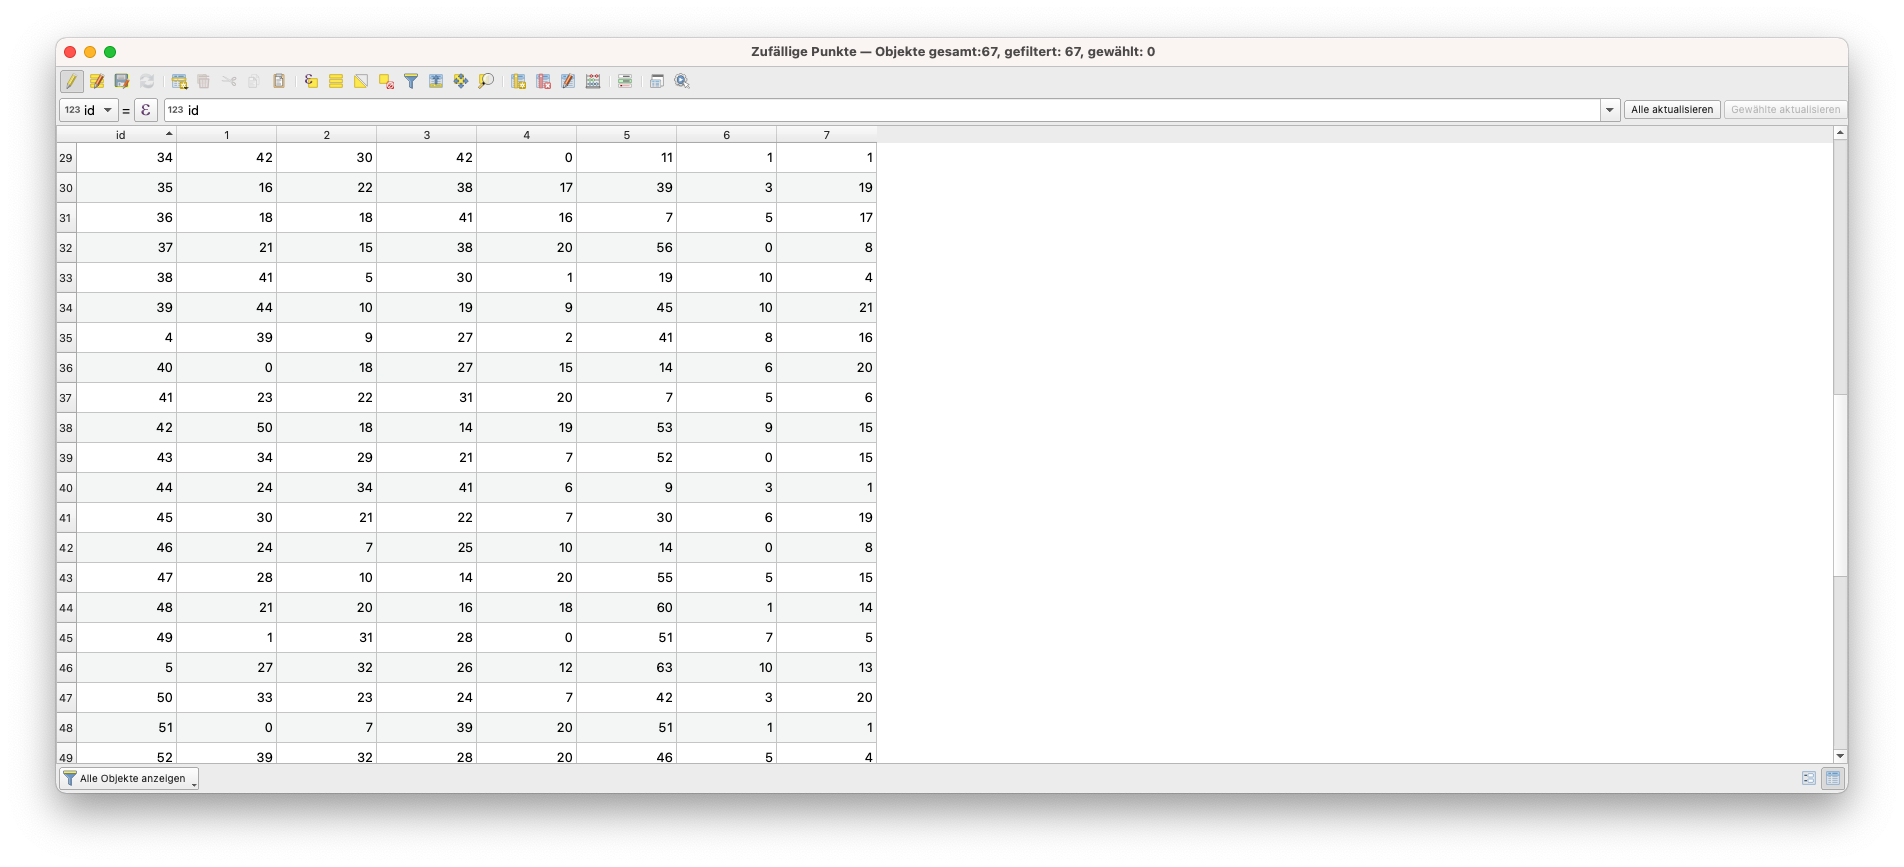 Zufällige Punkte — Objekte gesamt:67, gefiltert: 67, gewählt: 0
123 id = ε 123 id Alle aktualisieren Gewählte aktualisieren
id 1 2 3 4 5 6 7
29 34 42 30 42 0 11 1 1
30 35 16 22 38 17 39 3 19
31 36 18 18 41 16 7 5 17
32 37 21 15 38 20 56 0 8
33 38 41 5 30 1 19 10 4
34 39 44 10 19 9 45 10 21
35 4 39 9 27 2 41 8 16
36 40 0 18 27 15 14 6 20
37 41 23 22 31 20 7 5 6
38 42 50 18 14 19 53 9 15
39 43 34 29 21 7 52 0 15
40 44 24 34 41 6 9 3 1
41 45 30 21 22 7 30 6 19
42 46 24 7 25 10 14 0 8
43 47 28 10 14 20 55 5 15
44 48 21 20 16 18 60 1 14
45 49 1 31 28 0 51 7 5
46 5 27 32 26 12 63 10 13
47 50 33 23 24 7 42 3 20
48 51 0 7 39 20 51 1 1
49 52 39 32 28 20 46 5 4
Alle Objekte anzeigen